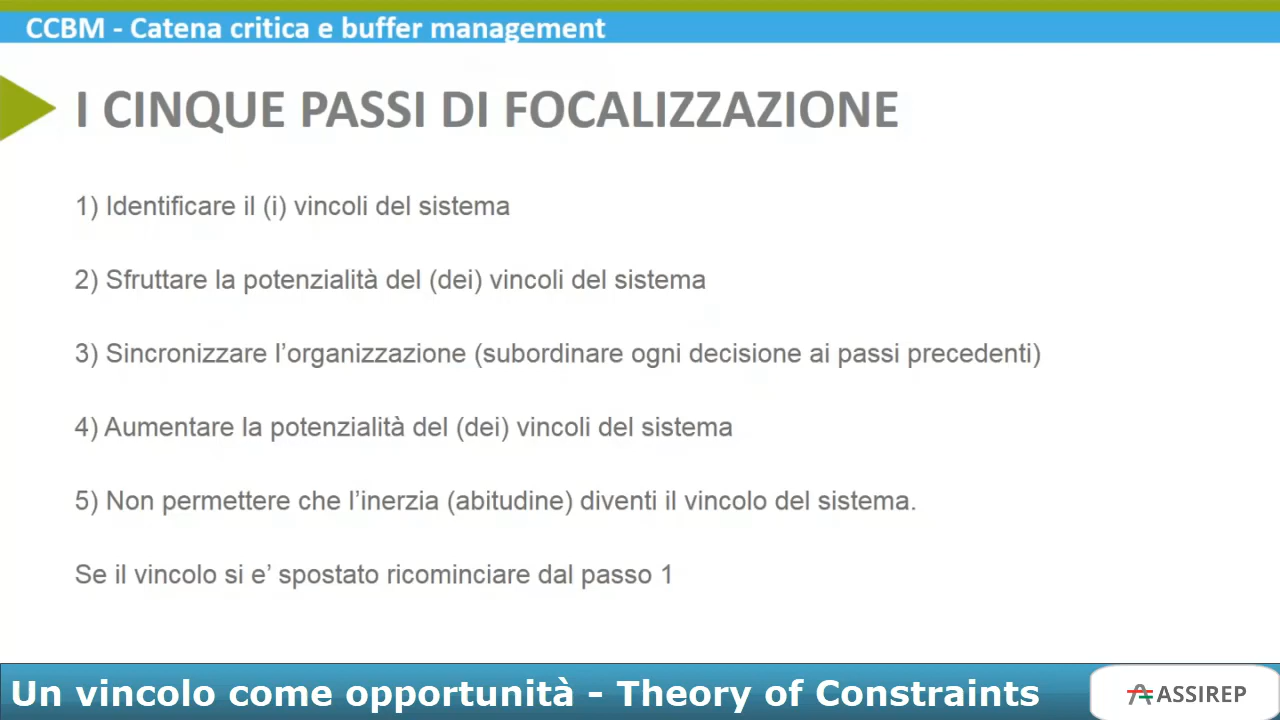 CCBM - Catena critica e buffer management
I CINQUE PASSI DI FOCALIZZAZIONE
1) Identificare il (i) vincoli del sistema
2) Sfruttare la potenzialità del (dei) vincoli del sistema
3) Sincronizzare l’organizzazione (subordinare ogni decisione ai passi precedenti)
4) Aumentare la potenzialità del (dei) vincoli del sistema
5) Non permettere che l’inerzia (abitudine) diventi il vincolo del sistema.
Se il vincolo si e’ spostato ricominciare dal passo 1
Un vincolo come opportunità - Theory of Constraints
ASSIREP